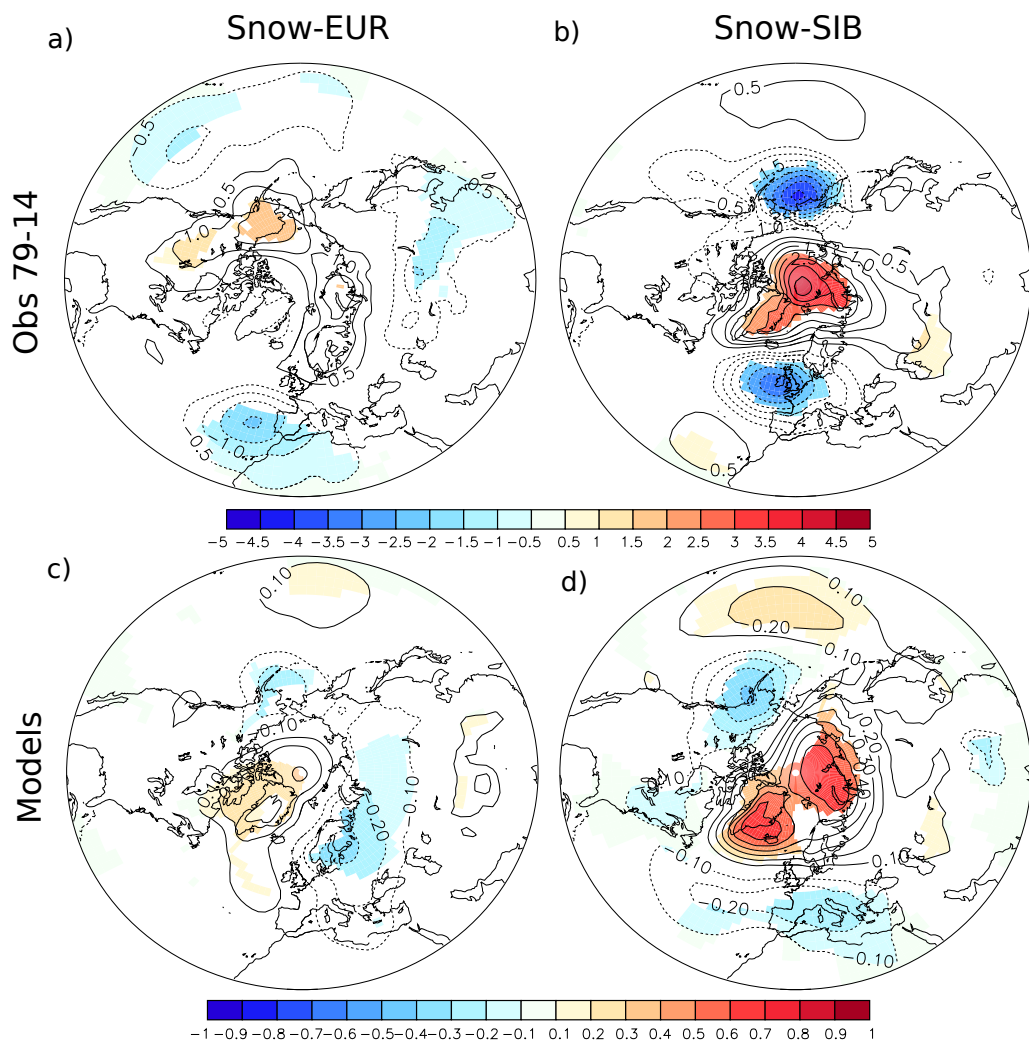 Snow-EUR Snow-SIB
a) b)
Obs 79-14
−0.5 0.5 −1.0 −0.5 0.5 −1.0 −0.5
0.5 −0.5 1.0 0.5 0.5
−5 −4.5 −4 −3.5 −3 −2.5 −2 −1.5 −1 −0.5 0.5 1 1.5 2 2.5 3 3.5 4 4.5 5
c) d)
Models
0.10 0.10 −0.10 −0.20
0.10 0.20 0.10 0.20 0.10 −0.10 −0.20 −0.10
−1 −0.9 −0.8 −0.7 −0.6 −0.5 −0.4 −0.3 −0.2 −0.1 0.1 0.2 0.3 0.4 0.5 0.6 0.7 0.8 0.9 1